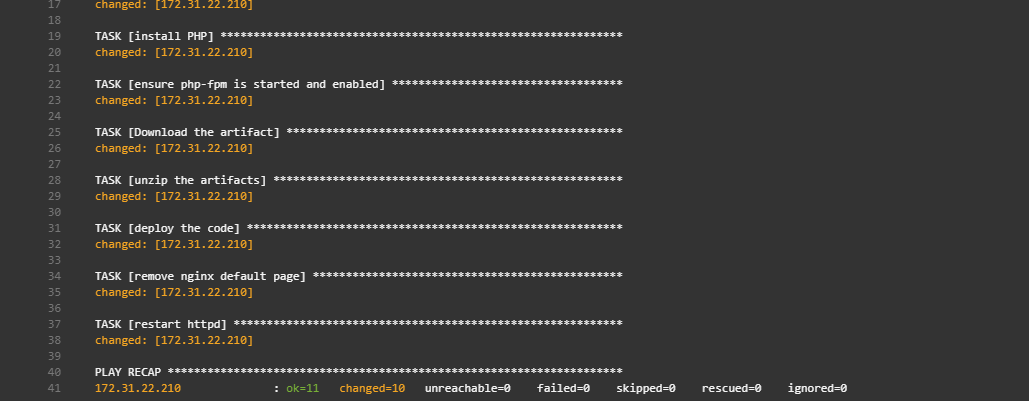 17 changed: [172.31.22.210]
18
19 TASK [install PHP] *************************************************************
20 changed: [172.31.22.210]
21
22 TASK [ensure php-fpm is started and enabled] ***********************************
23 changed: [172.31.22.210]
24
25 TASK [Download the artifact] ***************************************************
26 changed: [172.31.22.210]
27
28 TASK [unzip the artifacts] *****************************************************
29 changed: [172.31.22.210]
30
31 TASK [deploy the code] *********************************************************
32 changed: [172.31.22.210]
33
34 TASK [remove nginx default page] ***********************************************
35 changed: [172.31.22.210]
36
37 TASK [restart httpd] ***********************************************************
38 changed: [172.31.22.210]
39
40 PLAY RECAP *********************************************************************
41 172.31.22.210 : ok=11 changed=10 unreachable=0 failed=0 skipped=0 rescued=0 ignored=0